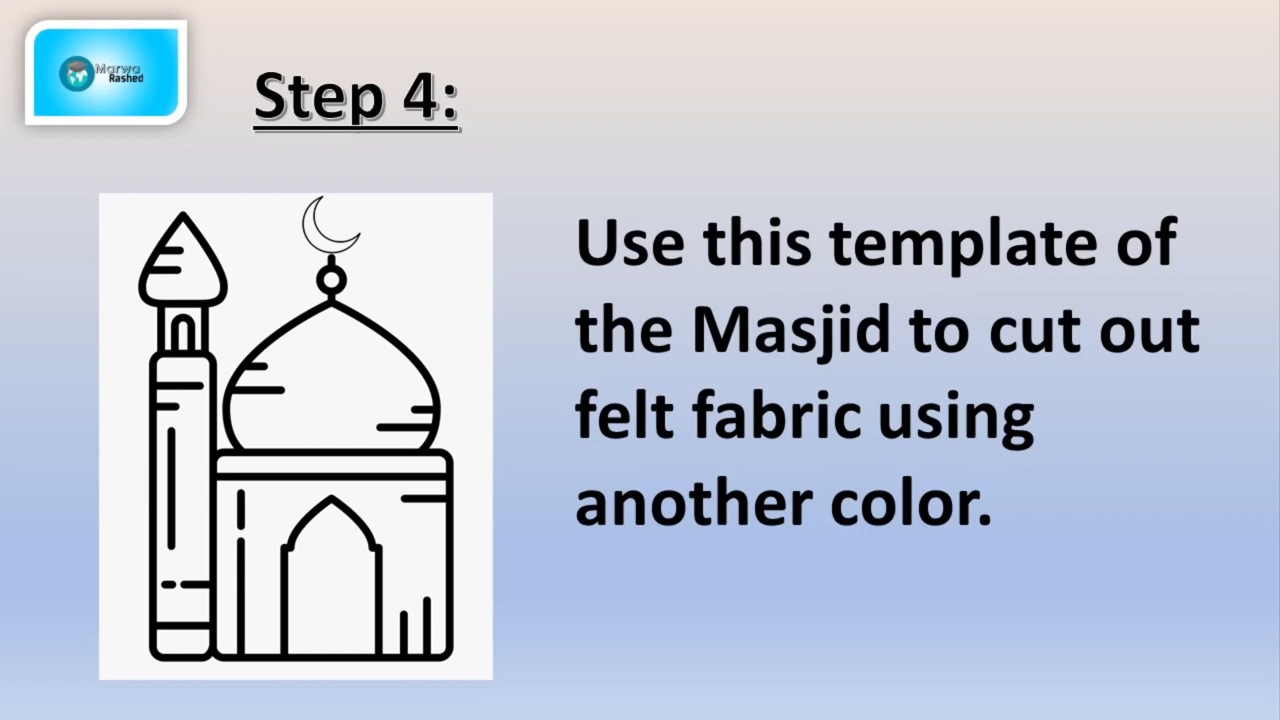 Marwa
Rashed
Step 4:
Use this template of
the Masjid to cut out
felt fabric using
another color.